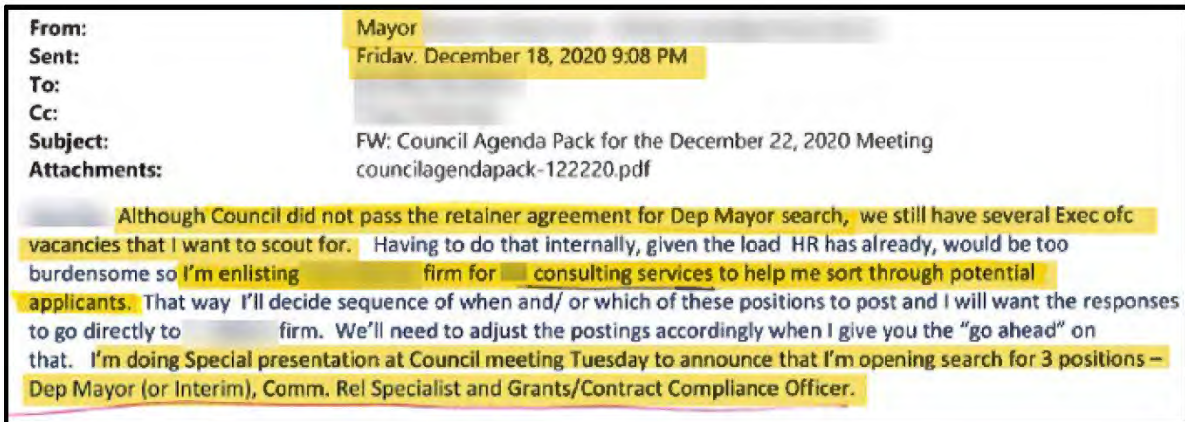 From: Mayor
Sent: Friday, December 18, 2020 9:08 PM
To:
Cc:
Subject: FW: Council Agenda Pack for the December 22, 2020 Meeting
Attachments: councilagendapack-122220.pdf
Although Council did not pass the retainer agreement for Dep Mayor search, we still have several Exec ofc
vacancies that I want to scout for. Having to do that internally, given the load HR has already, would be too
burdensome so I'm enlisting firm for consulting services to help me sort through potential
applicants. That way I'll decide sequence of when and/ or which of these positions to post and I will want the responses
to go directly to firm. We'll need to adjust the postings accordingly when I give you the "go ahead" on
that. I'm doing Special presentation at Council meeting Tuesday to announce that I'm opening search for 3 positions –
Dep Mayor (or Interim), Comm. Rel Specialist and Grants/Contract Compliance Officer.